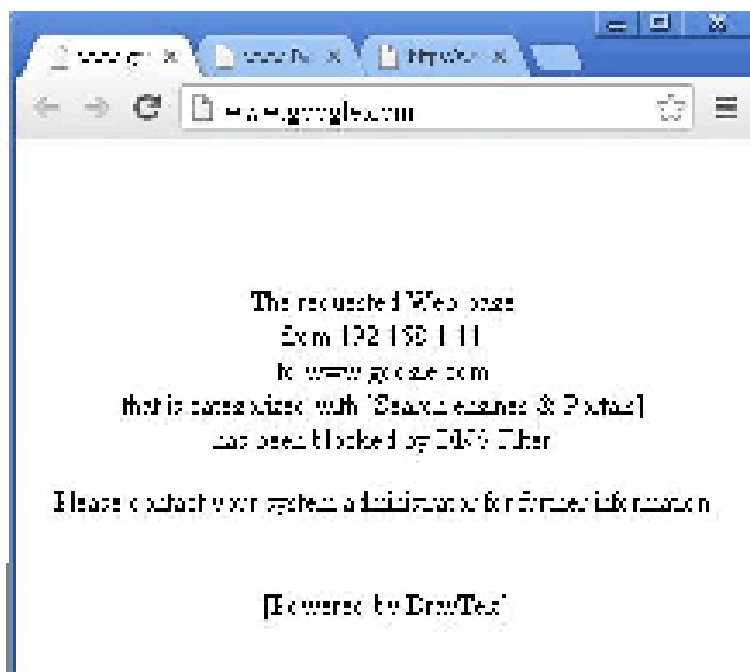 www.google.com
The requested Web page
from 192.168.1.11
to www.google.com
that is categorized with [Search engines & Portals]
has been blocked by DNS Filter
Please contact your system administrator for further information
[Powered by DrayTek]